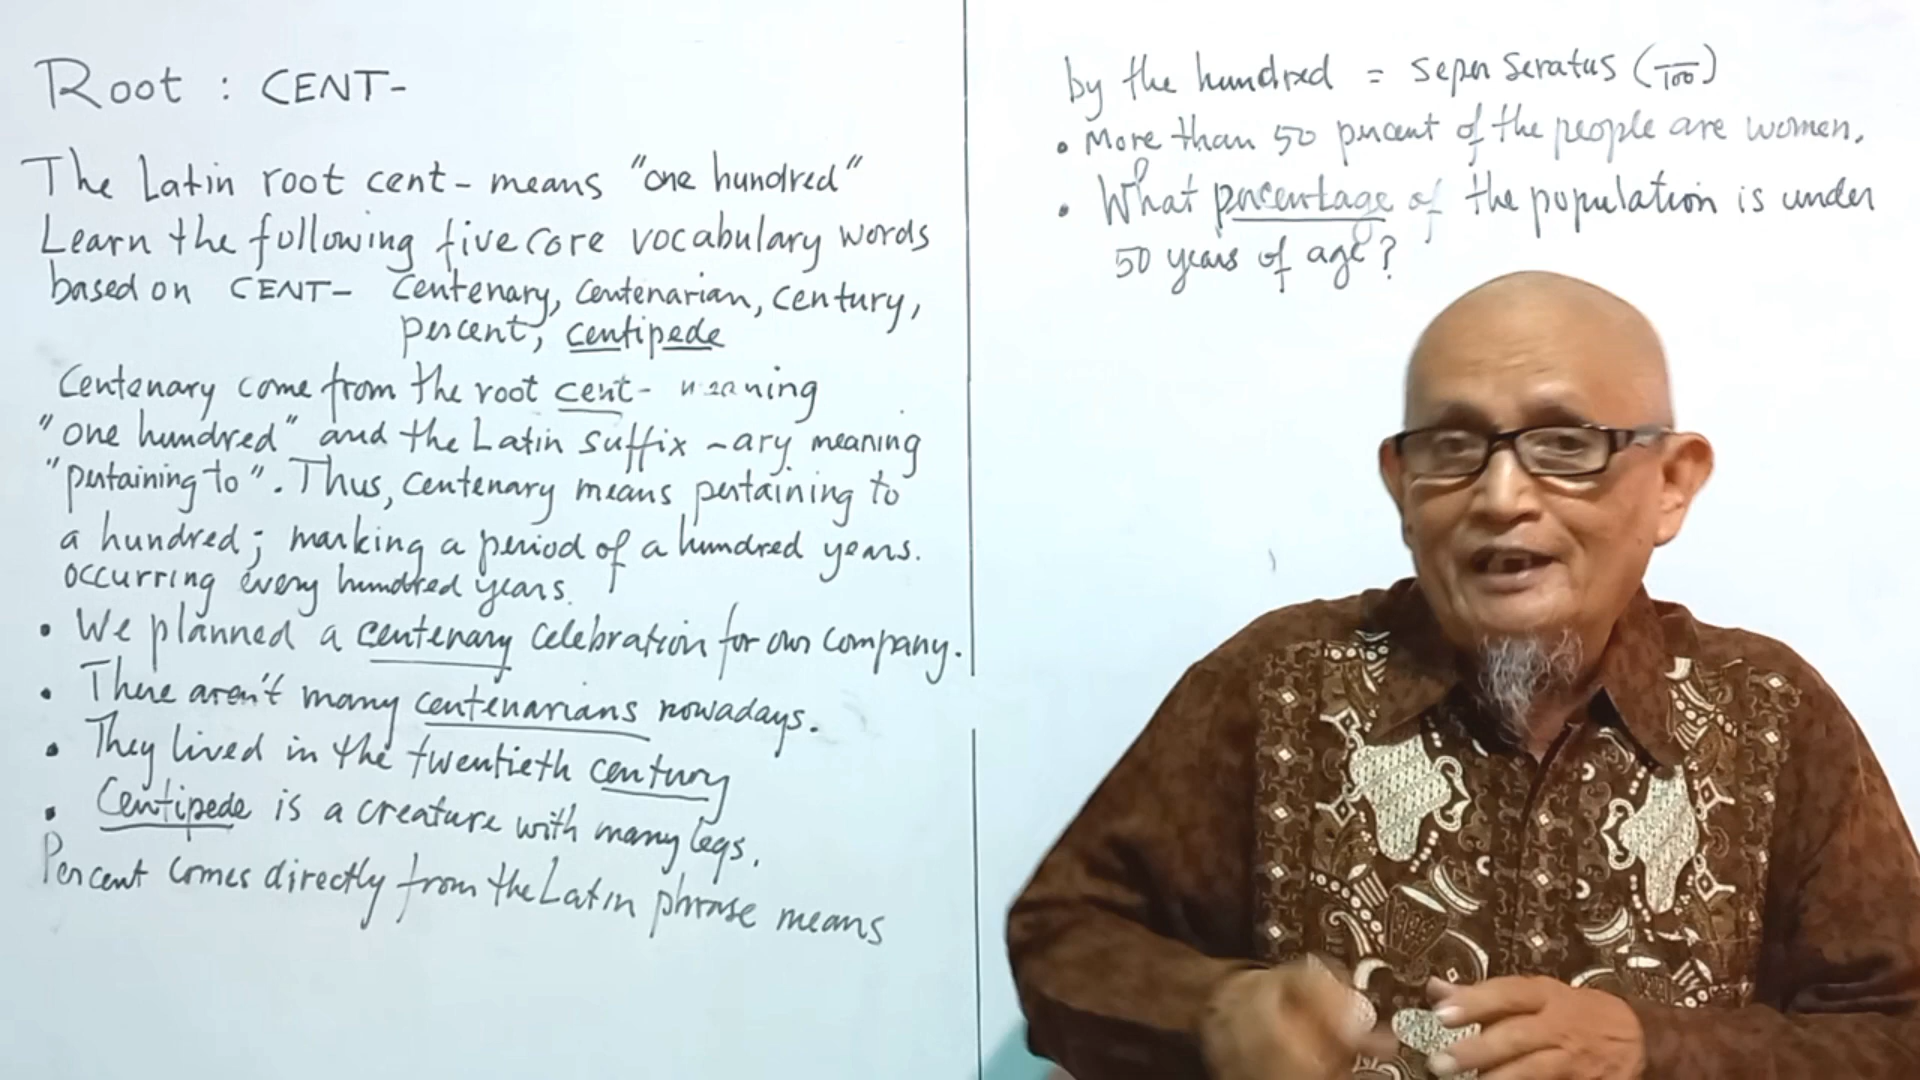 Root : CENT-
The Latin root cent- means "one hundred"
Learn the following five core vocabulary words
based on CENT- Centenary, Centenarian, Century,
percent, centipede
Centenary come from the root cent- meaning
"one hundred" and the Latin suffix -ary meaning
"pertaining to". Thus, centenary means pertaining to
a hundred; marking a period of a hundred years.
occurring every hundred years.
• We planned a centenary celebration for our company.
• There aren't many centenarians nowadays.
• They lived in the twentieth century
• Centipede is a creature with many legs.
Percent comes directly from the Latin phrase means
by the hundred = seper seratus (/100)
• More than 50 percent of the people are women.
• What percentage of the population is under
50 years of age?